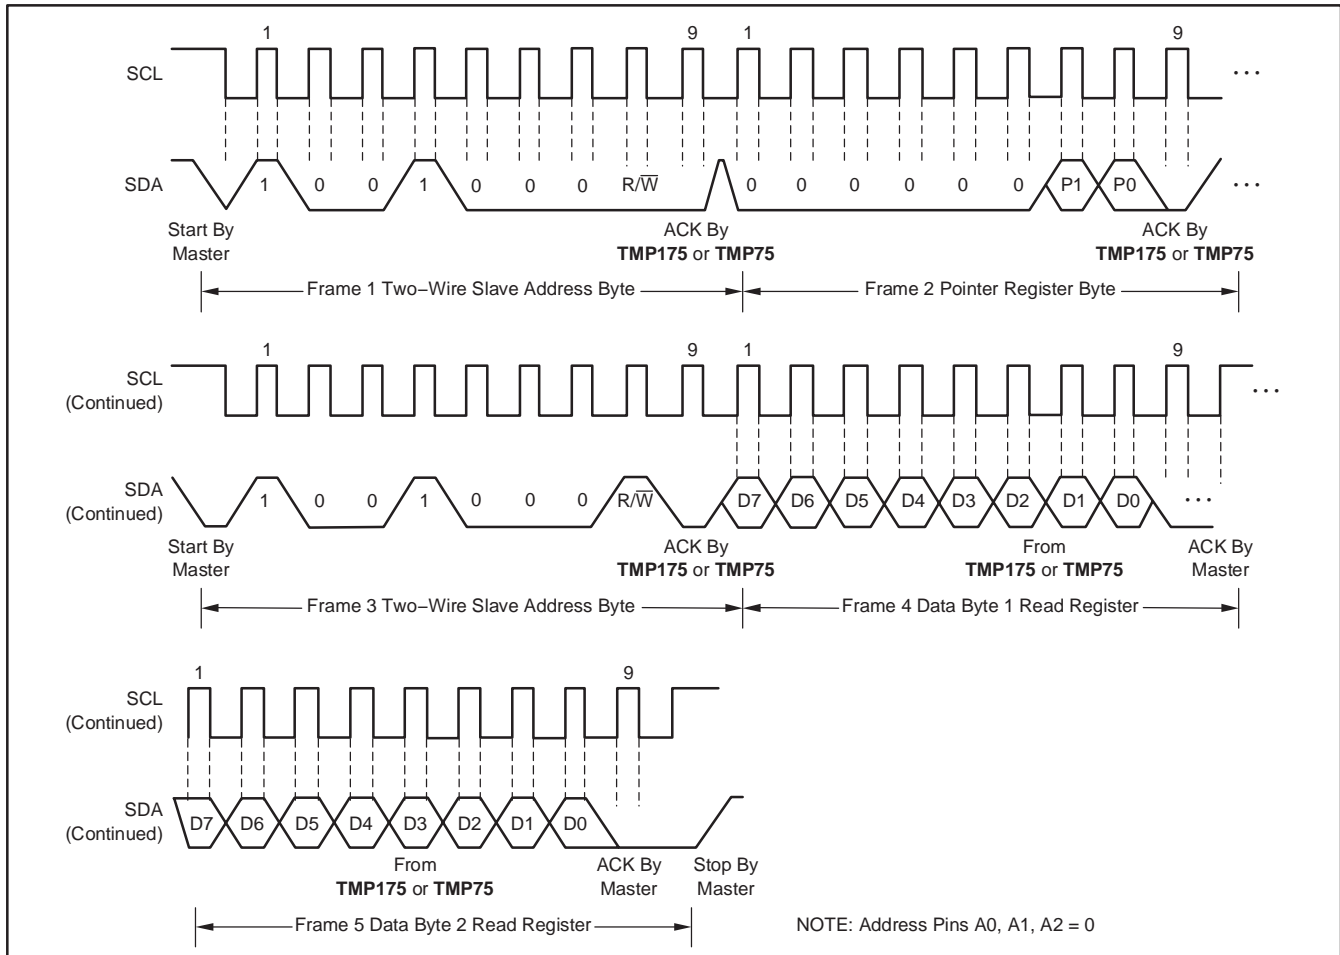 1 9 1 9
SCL ...
SDA 1 0 0 1 0 0 0 R/W̅ 0 0 0 0 0 0 P1 P0 ...
Start By Master
ACK By TMP175 or TMP75
ACK By TMP175 or TMP75
Frame 1 Two−Wire Slave Address Byte
Frame 2 Pointer Register Byte
1 9 1 9
SCL (Continued) ...
SDA (Continued) 1 0 0 1 0 0 0 R/W̅ D7 D6 D5 D4 D3 D2 D1 D0 ...
Start By Master
ACK By TMP175 or TMP75
From TMP175 or TMP75
ACK By Master
Frame 3 Two−Wire Slave Address Byte
Frame 4 Data Byte 1 Read Register
1 9
SCL (Continued)
SDA (Continued) D7 D6 D5 D4 D3 D2 D1 D0
From TMP175 or TMP75
ACK By Master
Stop By Master
Frame 5 Data Byte 2 Read Register
NOTE: Address Pins A0, A1, A2 = 0